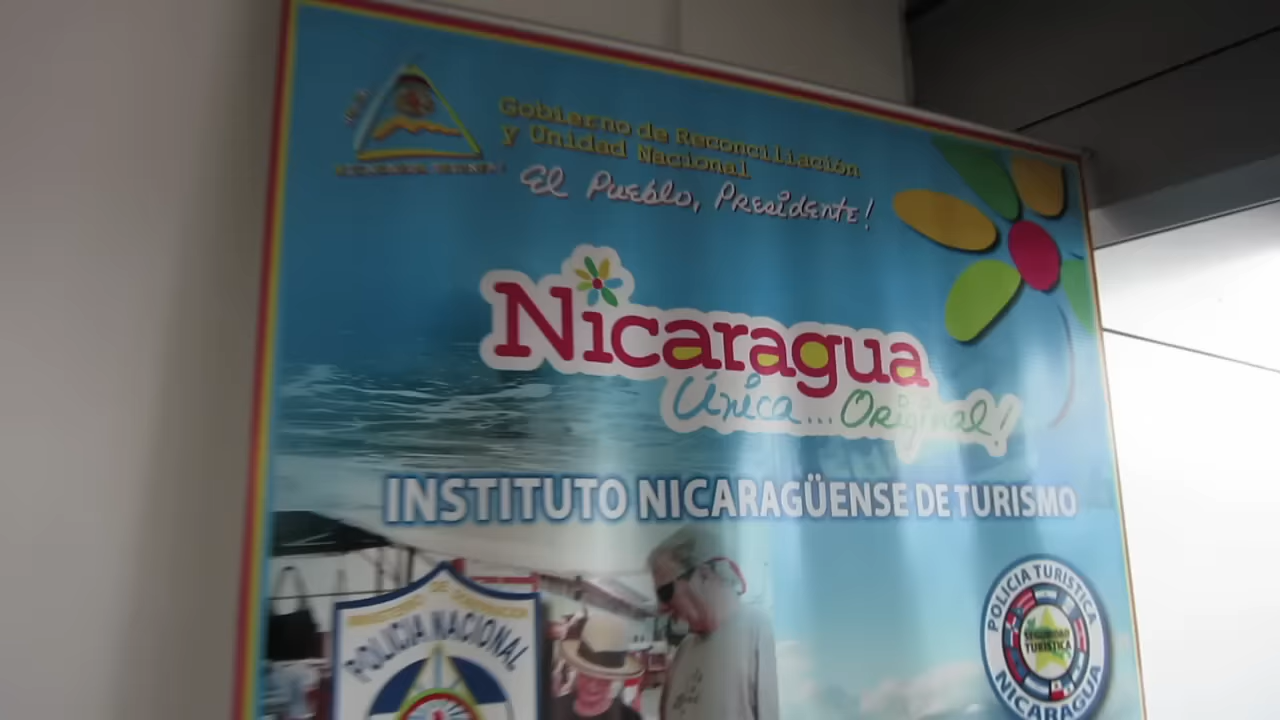 Gobierno de Reconciliación
y Unidad Nacional
El Pueblo, Presidente!
Nicaragua
Única... Original!
INSTITUTO NICARAGÜENSE DE TURISMO
POLICIA NACIONAL
POLICIA TURISTICA
SEGURIDAD
TURISTICA
NICARAGUA